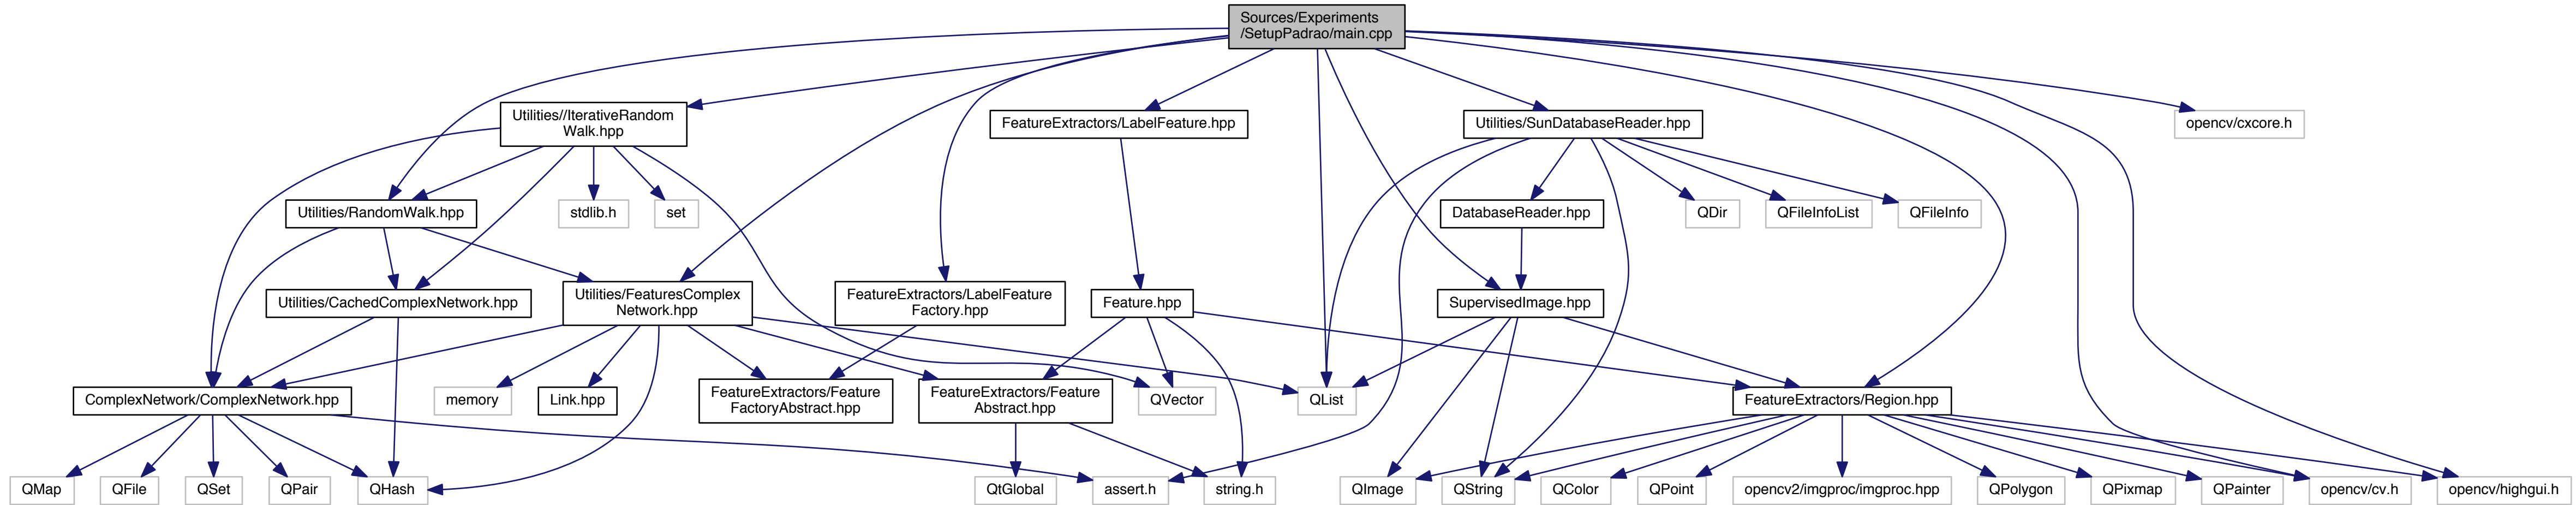 Sources/Experiments
/SetupPadrao/main.cpp
Utilities//IterativeRandom
Walk.hpp
FeatureExtractors/LabelFeature.hpp
Utilities/SunDatabaseReader.hpp
opencv/cxcore.h
Utilities/RandomWalk.hpp
stdlib.h
set
DatabaseReader.hpp
QDir
QFileInfoList
QFileInfo
Utilities/CachedComplexNetwork.hpp
Utilities/FeaturesComplex
Network.hpp
FeatureExtractors/LabelFeature
Factory.hpp
Feature.hpp
SupervisedImage.hpp
ComplexNetwork/ComplexNetwork.hpp
memory
Link.hpp
FeatureExtractors/Feature
FactoryAbstract.hpp
FeatureExtractors/Feature
Abstract.hpp
QVector
QList
FeatureExtractors/Region.hpp
QMap
QFile
QSet
QPair
QHash
QtGlobal
assert.h
string.h
QImage
QString
QColor
QPoint
opencv2/imgproc/imgproc.hpp
QPolygon
QPixmap
QPainter
opencv/cv.h
opencv/highgui.h